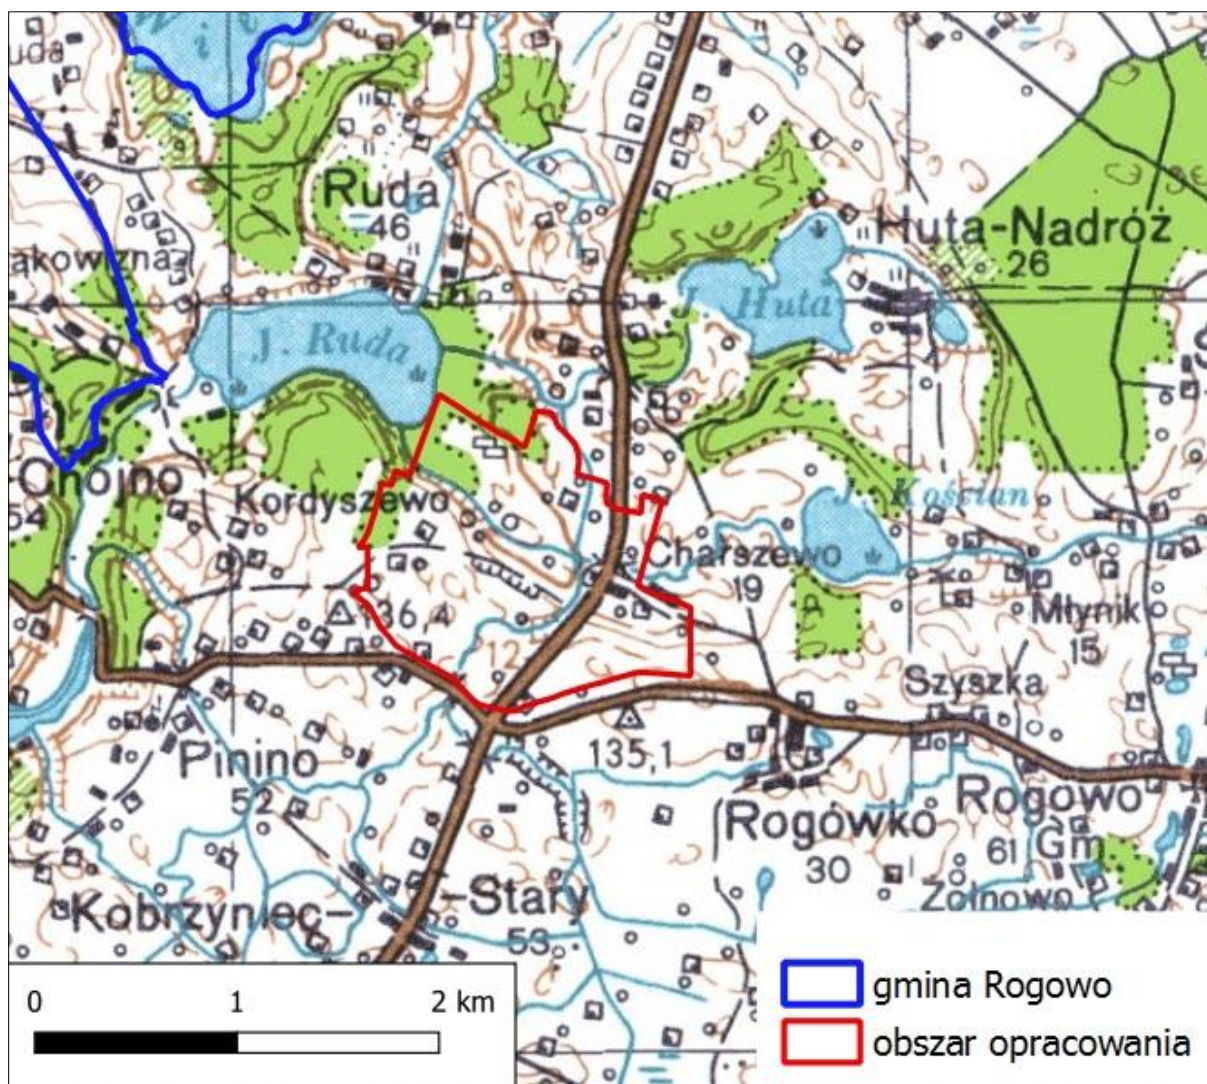 uda
Ruda
46
Huta-Nadróż
26
ąkowizna
J. Huta
J. Ruda
Chojno
54
Kordyszewo
J. Kościan
Charszewo
19
Młynik
15
136,4
12
Szyszka
Pinino
52
135,1
Rogówko
30
Rogowo
61 Gm
Żołnowo
Kobrzyniec-
-Stary
53
0 1 2 km
gmina Rogowo
obszar opracowania